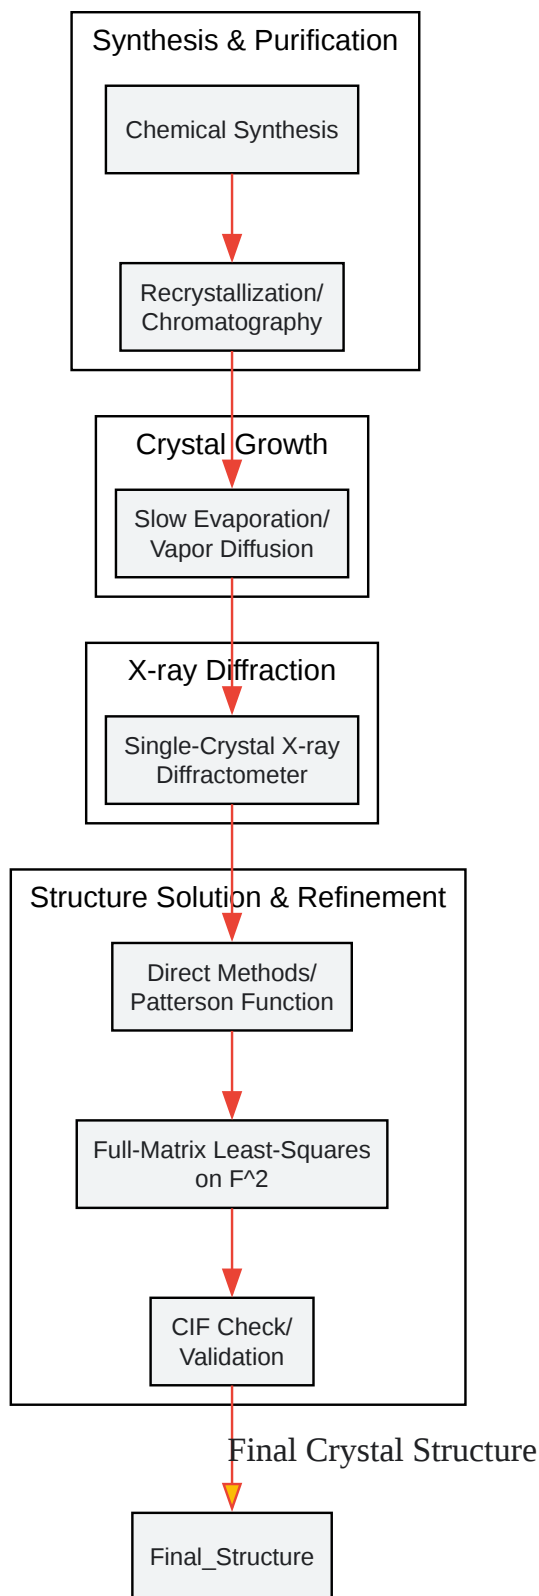 Synthesis & Purification
Chemical Synthesis
Recrystallization/
Chromatography
Crystal Growth
Slow Evaporation/
Vapor Diffusion
X-ray Diffraction
Single-Crystal X-ray
Diffractometer
Structure Solution & Refinement
Direct Methods/
Patterson Function
Full-Matrix Least-Squares
on F^2
CIF Check/
Validation
Final Crystal Structure
Final_Structure